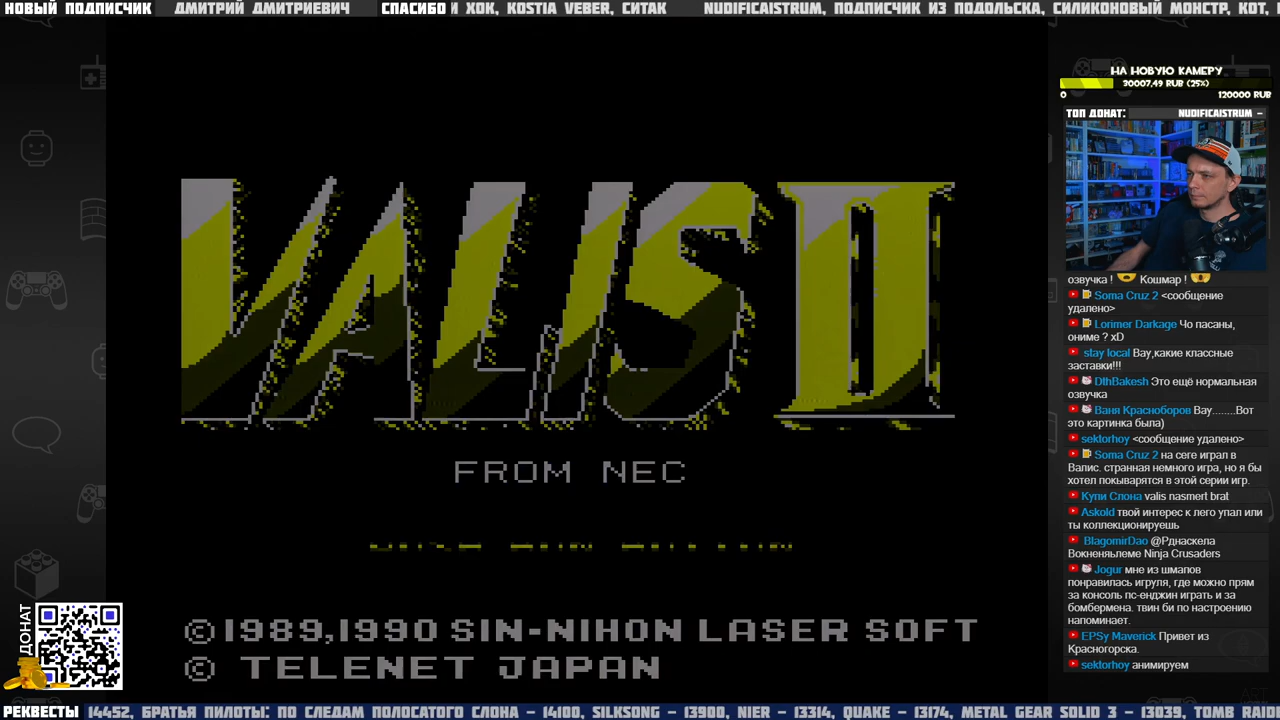 НОВЫЙ ПОДПИСЧИК ДМИТРИЙ ДМИТРИЕВИЧ СПАСИБО И ХОК, KOSTIA VEBER, СИТАК NUDIFICAISTRUM, ПОДПИСЧИК ИЗ ПОДОЛЬСКА, СИЛИКОНОВЫЙ МОНСТР, КОТ,
НА НОВУЮ КАМЕРУ
30007,49 RUB (25%)
0 120000 RUB
ТОП ДОНАТ: NUDIFICAISTRUM –
VALIS II
FROM NEC
©1989,1990 SIN-NIHON LASER SOFT
© TELENET JAPAN
озвучка ! Кошмар !
Soma Cruz 2 <сообщение
удалено>
Lorimer Darkage Чо пасаны,
ониме ? xD
slay local Вау,какие классные
заставки!!!
DthBakesh Это ещё нормальная
озвучка
Ваня Красноборов Вау........Вот
это картинка была)
sektorhoy <сообщение удалено>
Soma Cruz 2 на сеге играл в
Валис. странная немного игра, но я бы
хотел покыварятся в этой серии игр.
Купи Слона valis nasmert brat
Askold твой интерес к лего упал или
ты коллекционируешь
BlagomirDao @Рднаскела
Вокненяьлеме Ninja Crusaders
Jogur мне из шмапов
понравилась игруля, где можно прям
за консоль пс-енджин играть и за
бомбермена. твин би по настроению
напоминает.
EPSy Maverick Привет из
Красногорска.
sektorhoy анимируем
ДОНАТ
РЕКВЕСТЫ 14452, БРАТЬЯ ПИЛОТЫ: ПО СЛЕДАМ ПОЛОСАТОГО СЛОНА – 14100, SILKSONG – 13900, NIER – 13314, QUAKE – 13174, METAL GEAR SOLID 3 – 13039, TOMB RAID